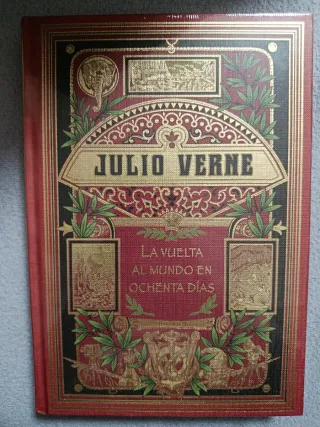 JULIO VERNE
LA VUELTA
AL MUNDO EN
OCHENTA DÍAS